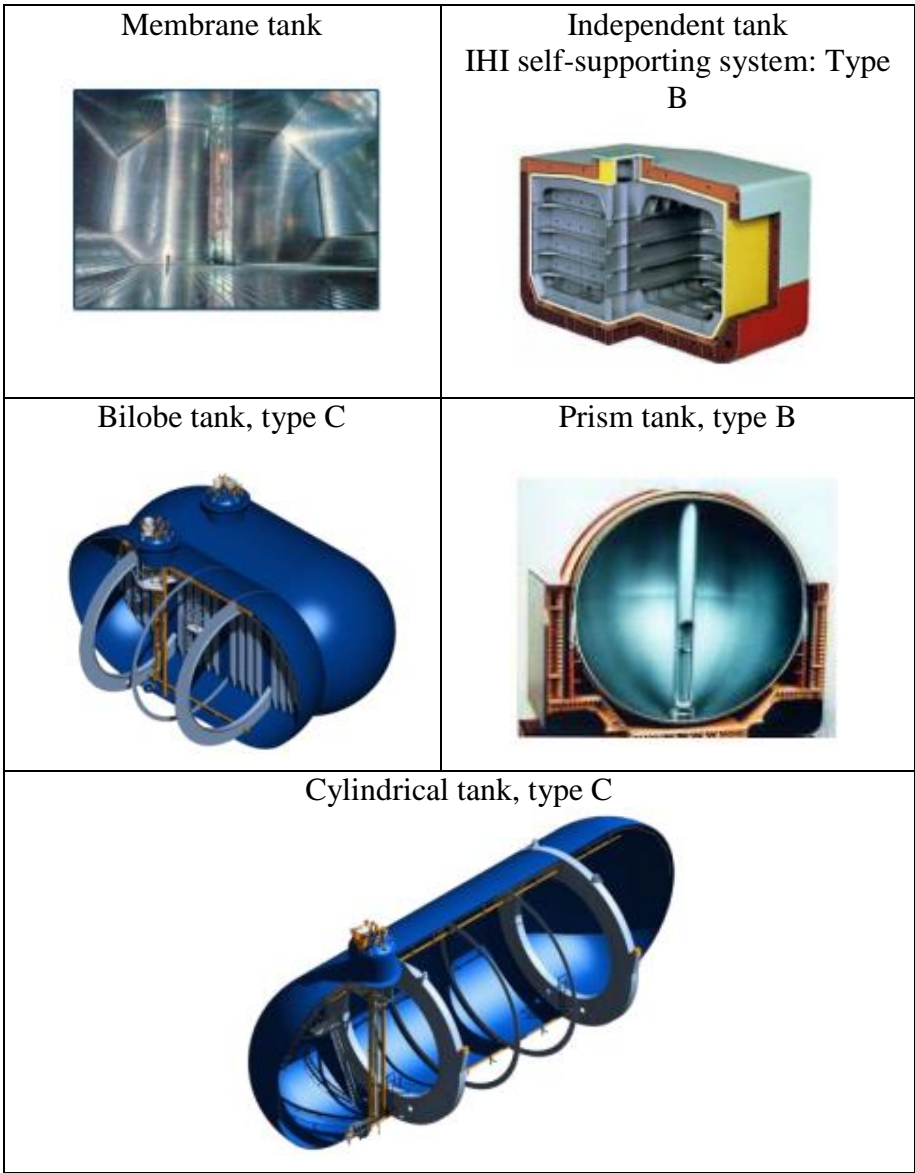 Membrane tank
Independent tank
IHI self-supporting system: Type
B
Bilobe tank, type C
Prism tank, type B
Cylindrical tank, type C